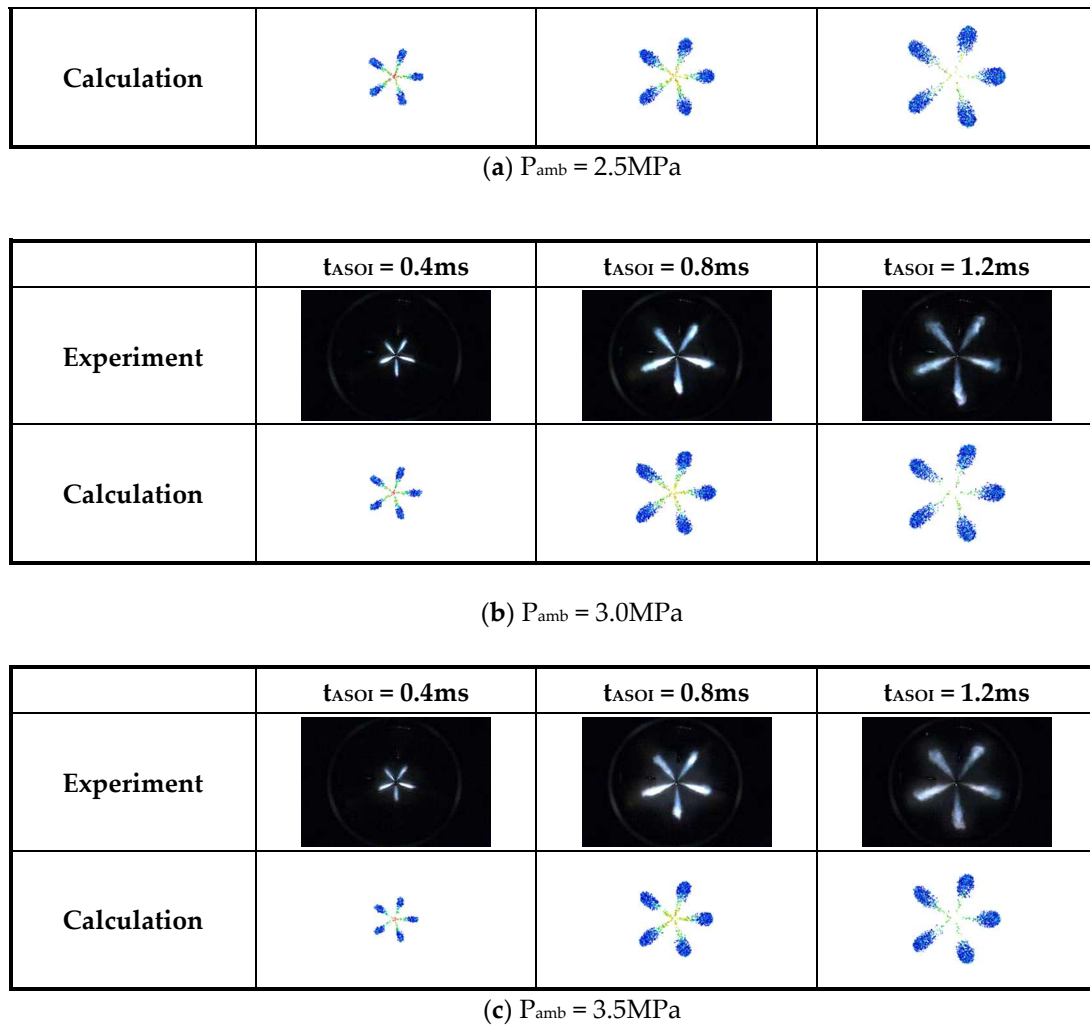 Calculation
(a) Pamb = 2.5MPa
tASOI = 0.4ms tASOI = 0.8ms tASOI = 1.2ms
Experiment
Calculation
(b) Pamb = 3.0MPa
tASOI = 0.4ms tASOI = 0.8ms tASOI = 1.2ms
Experiment
Calculation
(c) Pamb = 3.5MPa